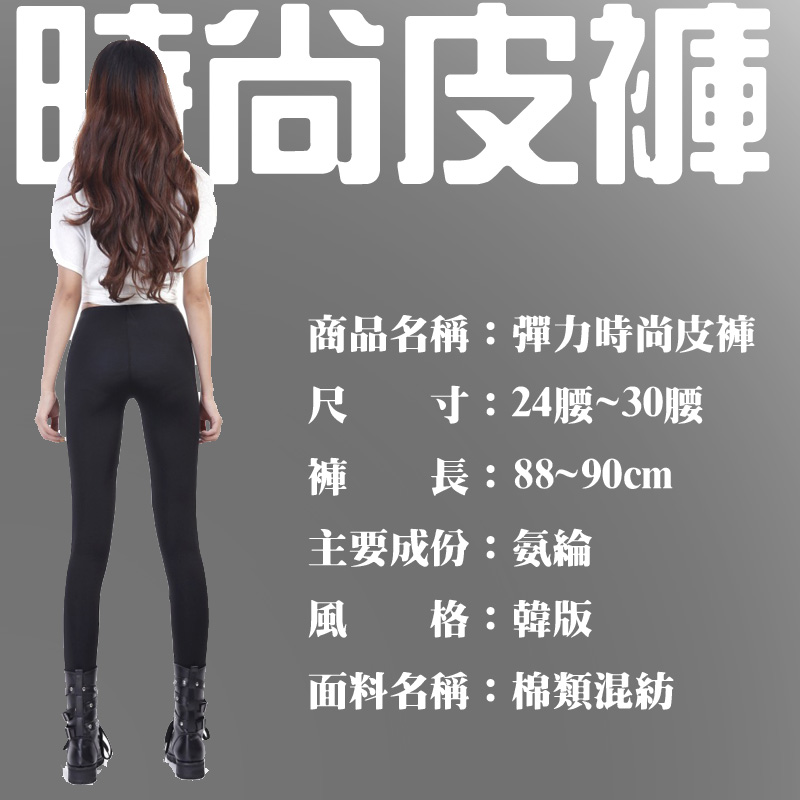 時尚皮褲
商品名稱：彈力時尚皮褲
尺　　寸：24腰~30腰
褲　　長：88~90cm
主要成份：氨綸
風　　格：韓版
面料名稱：棉類混紡